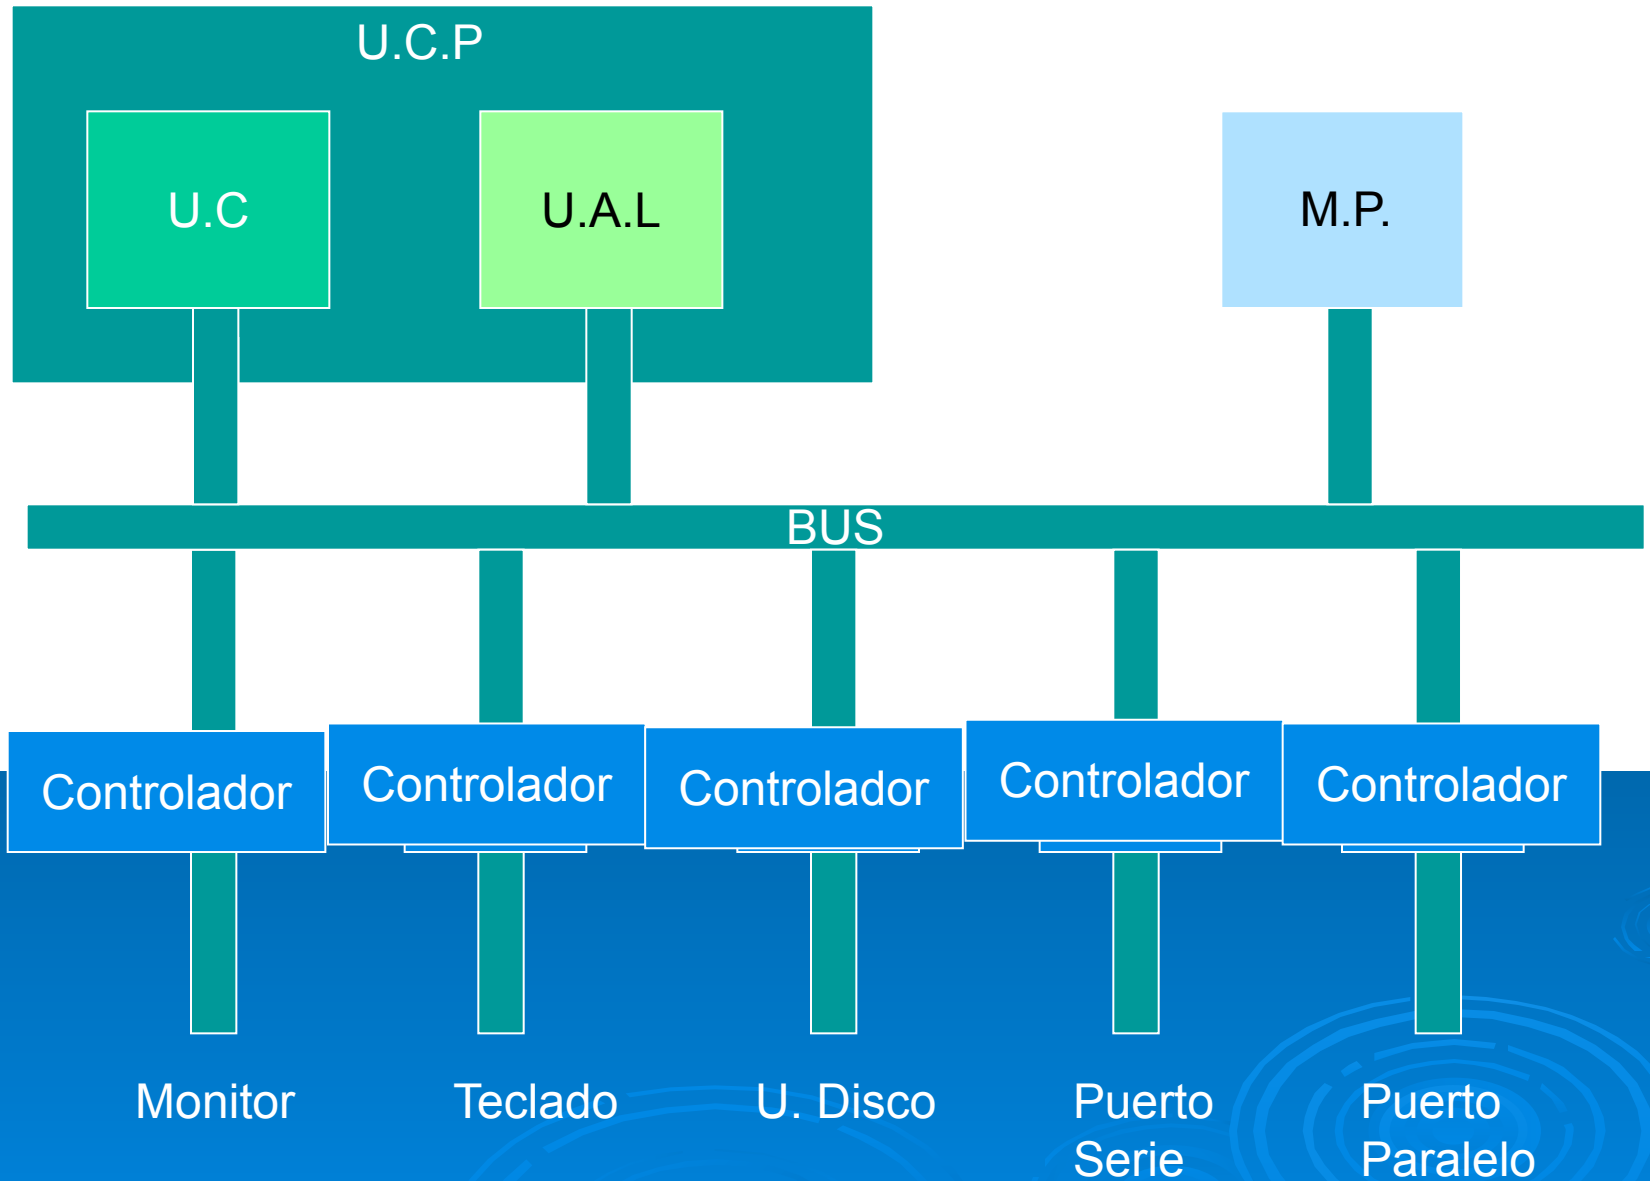 U.C.P
U.C
U.A.L
M.P.
BUS
Controlador
Controlador
Controlador
Controlador
Controlador
Monitor
Teclado
U. Disco
Puerto
Serie
Puerto
Paralelo